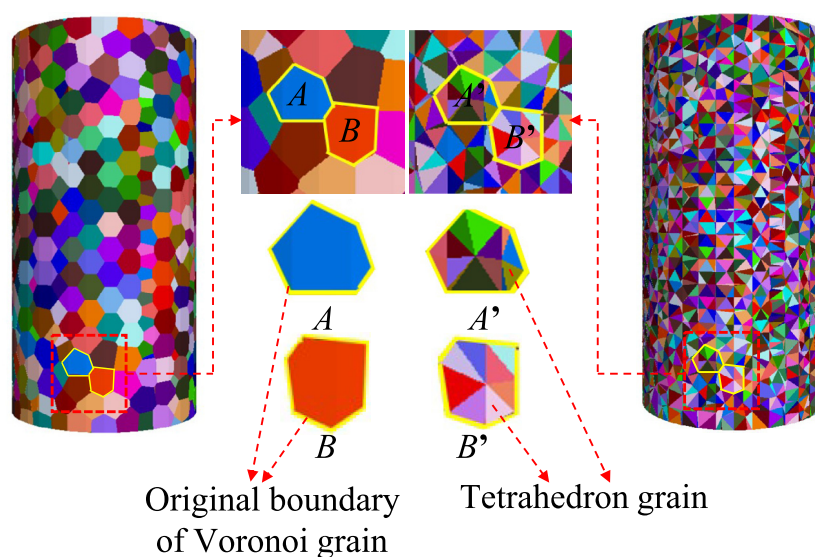 A
A'
B
B'
A
A’
B
B’
Original boundary
of Voronoi grain
Tetrahedron grain